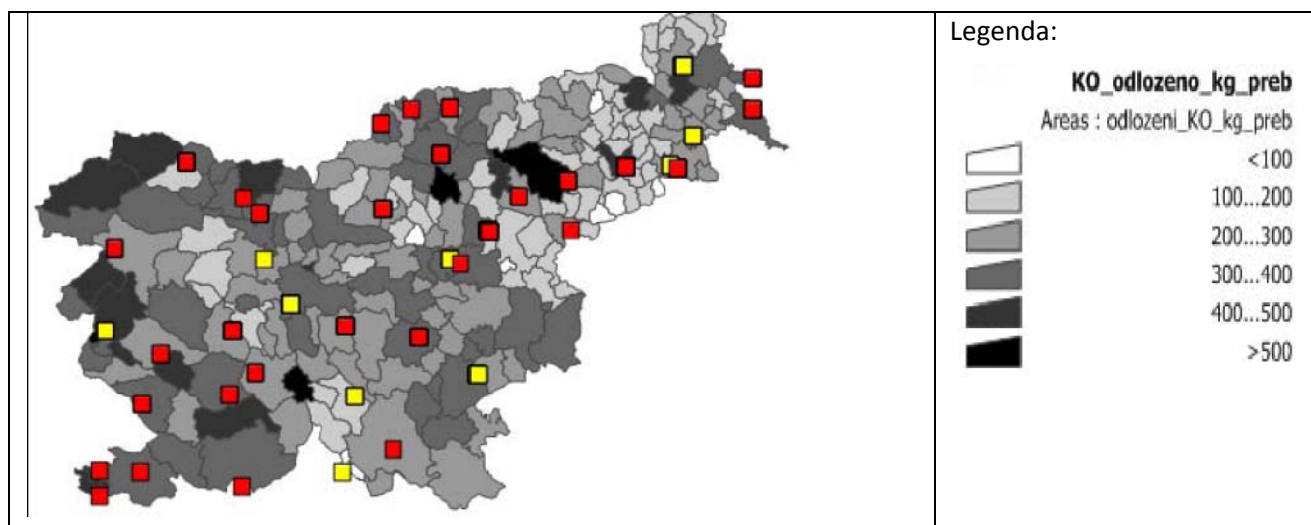 Legenda:
KO_odlozeno_kg_preb
Areas : odlozeni_KO_kg_preb
<100
100...200
200...300
300...400
400...500
>500